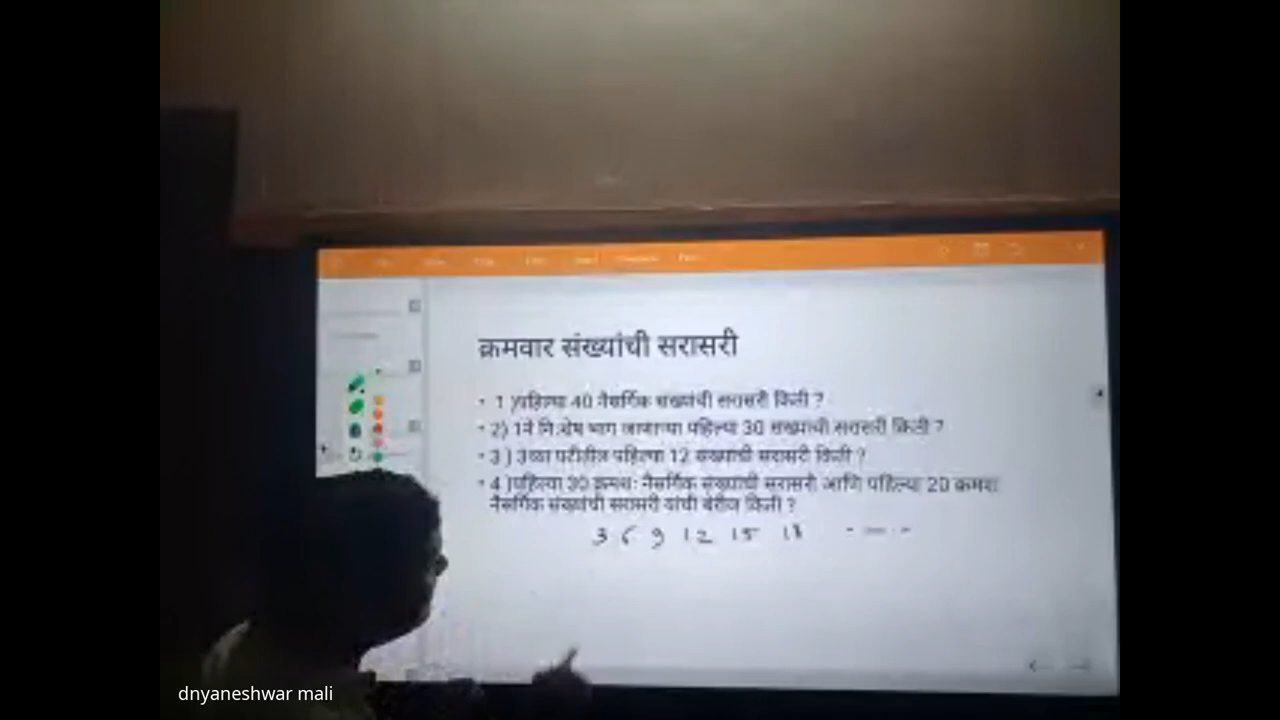 क्रमवार संख्यांची सरासरी
• 1 )पहिल्या 40 नैसर्गिक संख्यांची सरासरी किती ?
• 2) 1ने नि:शेष भाग जाणाऱ्या पहिल्या 30 संख्यांची सरासरी किती ?
• 3 ) 3च्या पटीतील पहिल्या 12 संख्यांची सरासरी किती ?
• 4 )पहिल्या 30 क्रमशः नैसर्गिक संख्यांची सरासरी आणि पहिल्या 20 क्रमशः
नैसर्गिक संख्यांची सरासरी यांची बेरीज किती ?
3 6 9 12 15 18 - — . -
dnyaneshwar mali